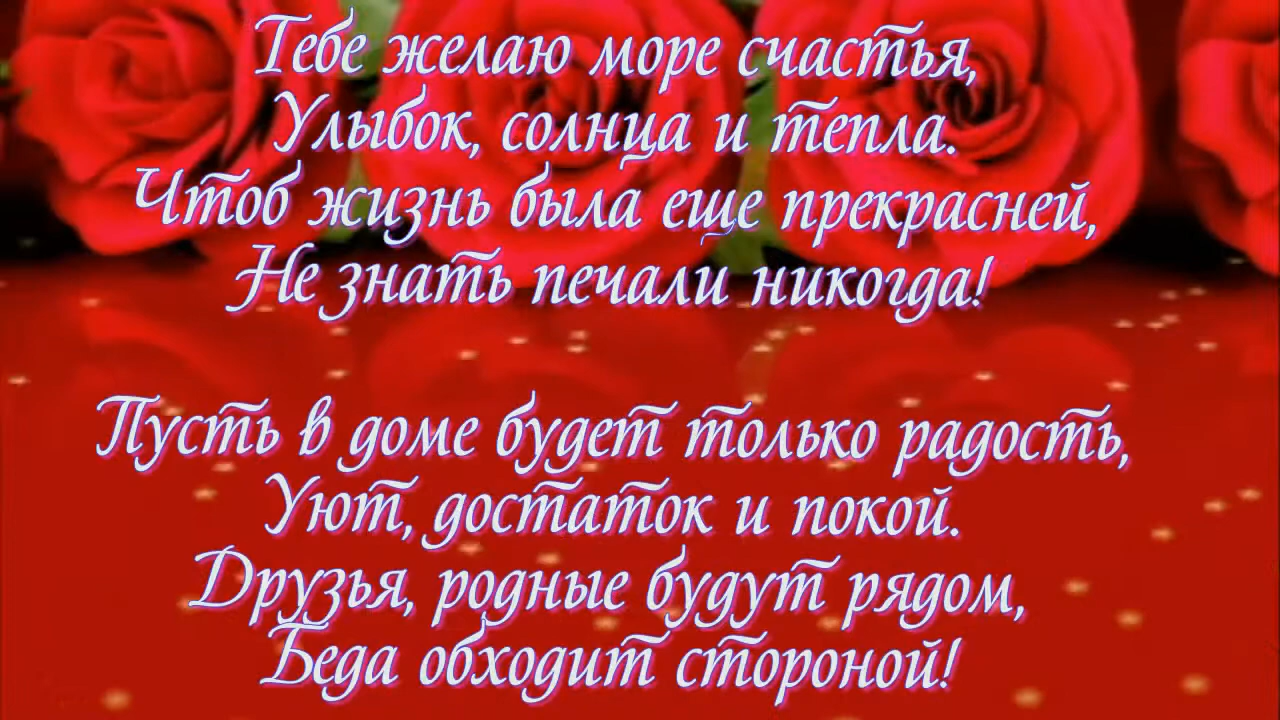 Тебе желаю море счастья,
Улыбок, солнца и тепла.
Чтоб жизнь была еще прекрасней,
Не знать печали никогда!
Пусть в доме будет только радость,
Уют, достаток и покой.
Друзья, родные будут рядом,
Беда обходит стороной!